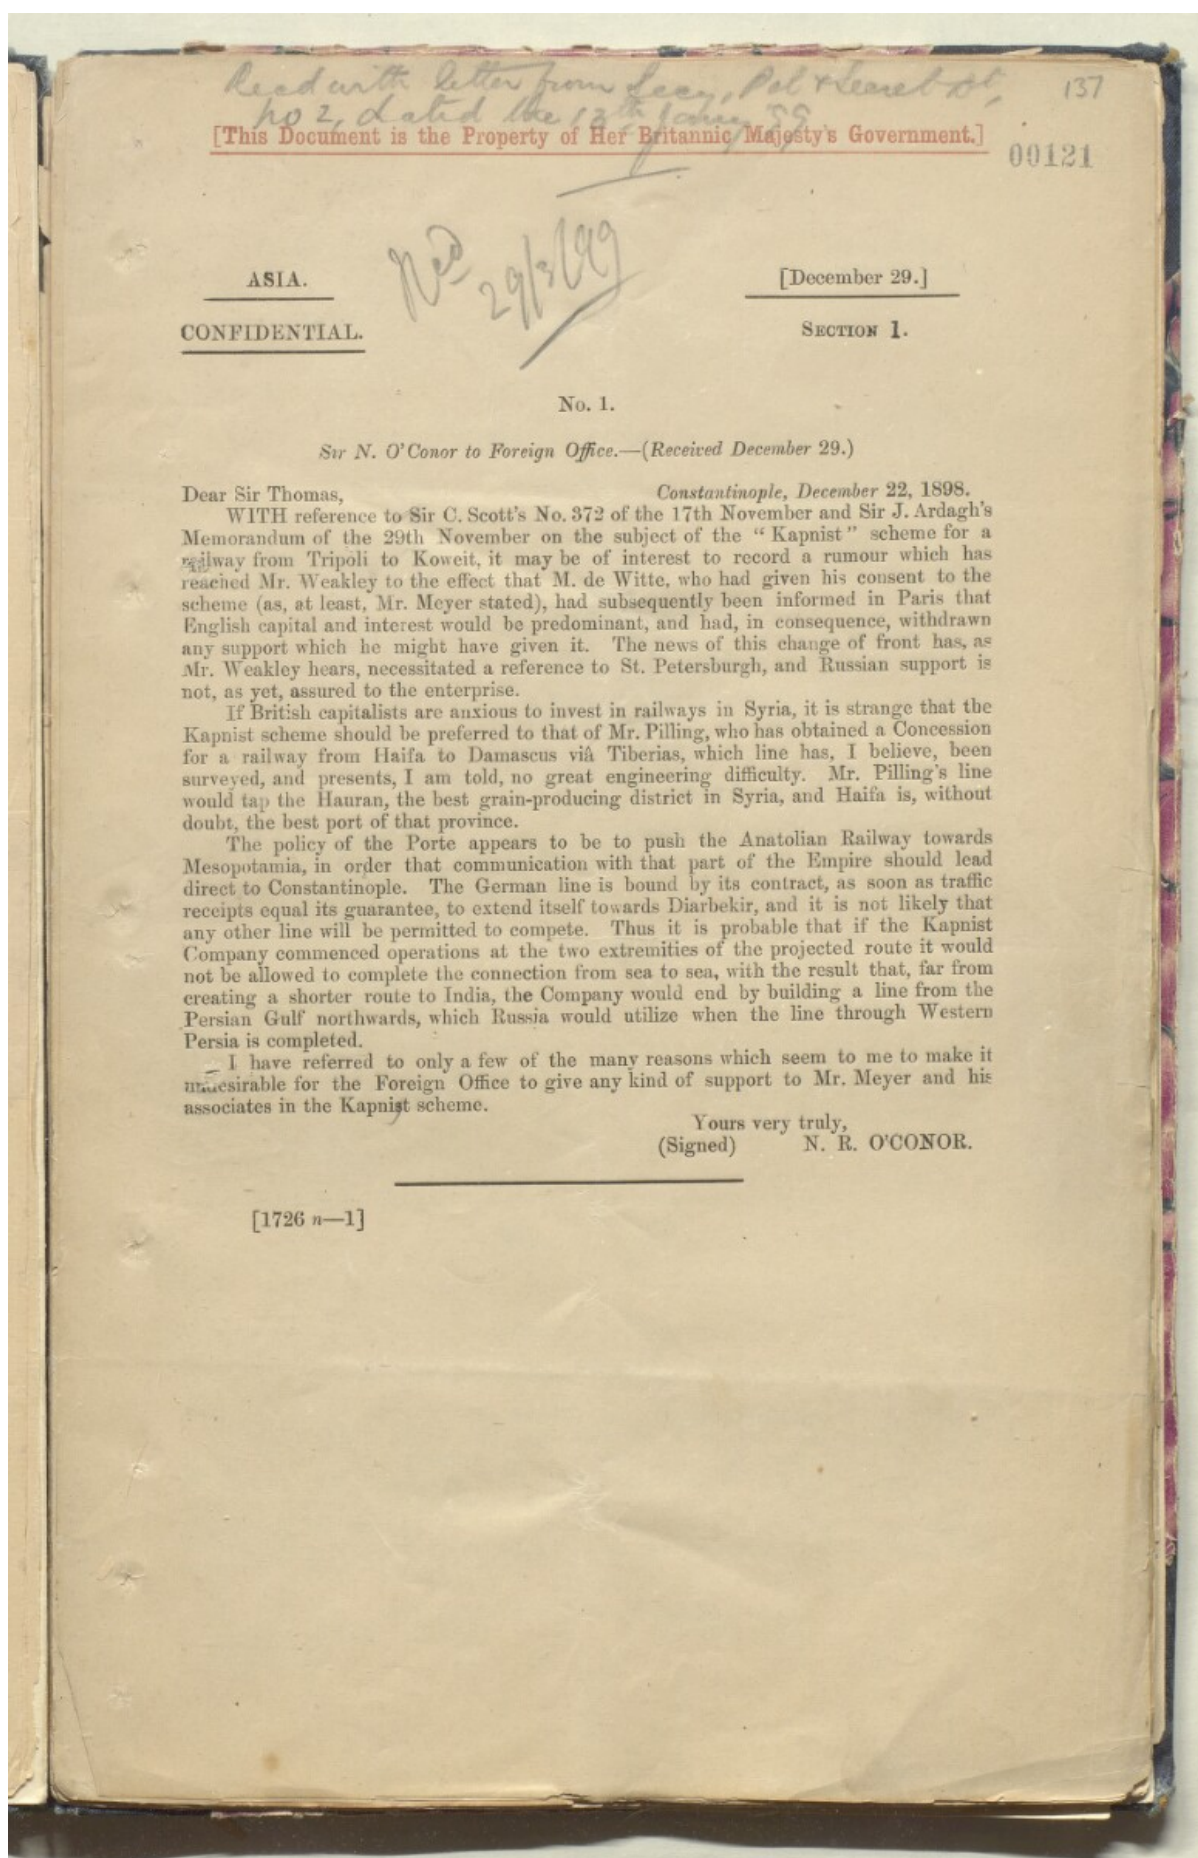 Recd with letter from Secy, Pol & Secret Dt,
137
No 2, dated the 13th Jany 99
[This Document is the Property of Her Britannic Majesty's Government.]
00121
29/3/99
ASIA.
[December 29.]
CONFIDENTIAL.
SECTION 1.
No. 1.
Sir N. O'Conor to Foreign Office.—(Received December 29.)
Dear Sir Thomas, Constantinople, December 22, 1898.
WITH reference to Sir C. Scott's No. 372 of the 17th November and Sir J. Ardagh's
Memorandum of the 29th November on the subject of the "Kapnist" scheme for a
railway from Tripoli to Koweit, it may be of interest to record a rumour which has
reached Mr. Weakley to the effect that M. de Witte, who had given his consent to the
scheme (as, at least, Mr. Meyer stated), had subsequently been informed in Paris that
English capital and interest would be predominant, and had, in consequence, withdrawn
any support which he might have given it. The news of this change of front has, as
Mr. Weakley hears, necessitated a reference to St. Petersburgh, and Russian support is
not, as yet, assured to the enterprise.
If British capitalists are anxious to invest in railways in Syria, it is strange that the
Kapnist scheme should be preferred to that of Mr. Pilling, who has obtained a Concession
for a railway from Haifa to Damascus viâ Tiberias, which line has, I believe, been
surveyed, and presents, I am told, no great engineering difficulty. Mr. Pilling's line
would tap the Hauran, the best grain-producing district in Syria, and Haifa is, without
doubt, the best port of that province.
The policy of the Porte appears to be to push the Anatolian Railway towards
Mesopotamia, in order that communication with that part of the Empire should lead
direct to Constantinople. The German line is bound by its contract, as soon as traffic
receipts equal its guarantee, to extend itself towards Diarbekir, and it is not likely that
any other line will be permitted to compete. Thus it is probable that if the Kapnist
Company commenced operations at the two extremities of the projected route it would
not be allowed to complete the connection from sea to sea, with the result that, far from
creating a shorter route to India, the Company would end by building a line from the
Persian Gulf northwards, which Russia would utilize when the line through Western
Persia is completed.
I have referred to only a few of the many reasons which seem to me to make it
undesirable for the Foreign Office to give any kind of support to Mr. Meyer and his
associates in the Kapnist scheme.
Yours very truly,
(Signed) N. R. O'CONOR.
[1726 n—1]